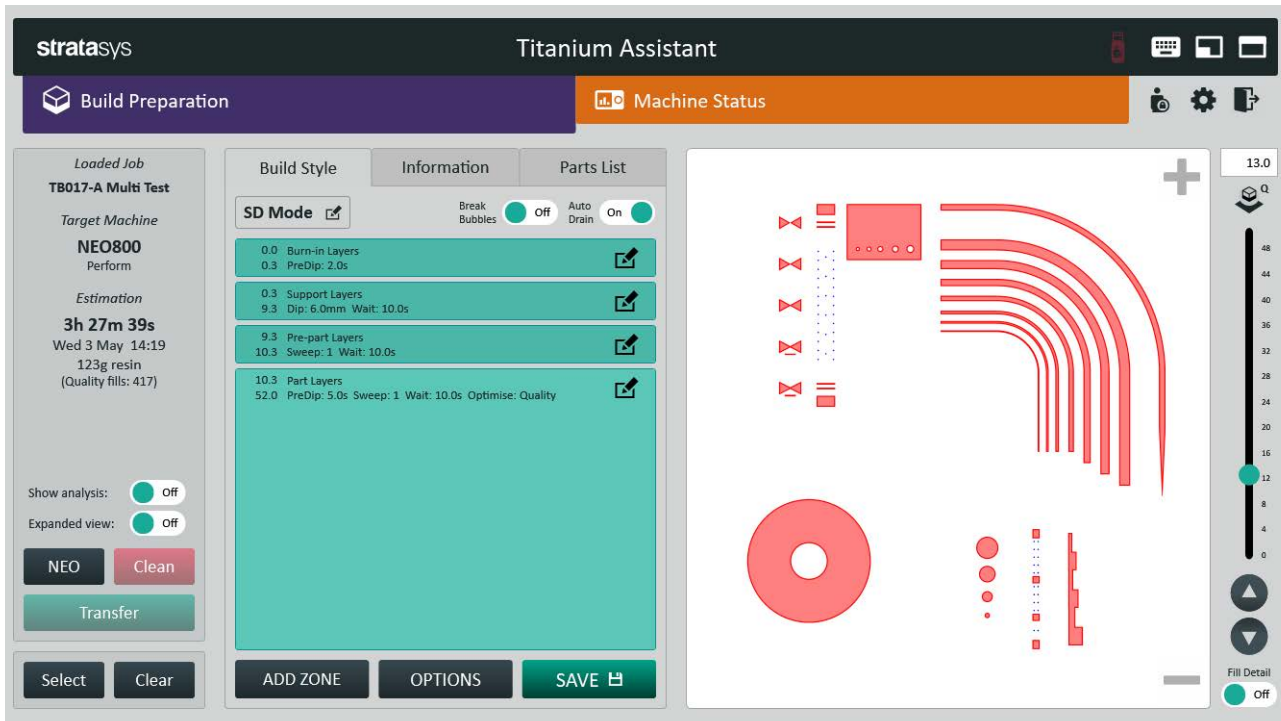 stratasys
Titanium Assistant
Build Preparation
Machine Status
Loaded Job
TB017-A Multi Test
Target Machine
NEO800
Perform
Estimation
3h 27m 39s
Wed 3 May 14:19
123g resin
(Quality fills: 417)
Show analysis: Off
Expanded view: Off
NEO Clean
Transfer
Select Clear
Build Style Information Parts List
SD Mode
Break
Bubbles
Off
Auto
Drain
On
0.0 Burn-in Layers
0.3 PreDip: 2.0s
0.3 Support Layers
9.3 Dip: 6.0mm Wait: 10.0s
9.3 Pre-part Layers
10.3 Sweep: 1 Wait: 10.0s
10.3 Part Layers
52.0 PreDip: 5.0s Sweep: 1 Wait: 10.0s Optimise: Quality
ADD ZONE OPTIONS SAVE
13.0
Q
48
44
40
36
32
28
24
20
16
12
8
4
0
Fill Detail
Off